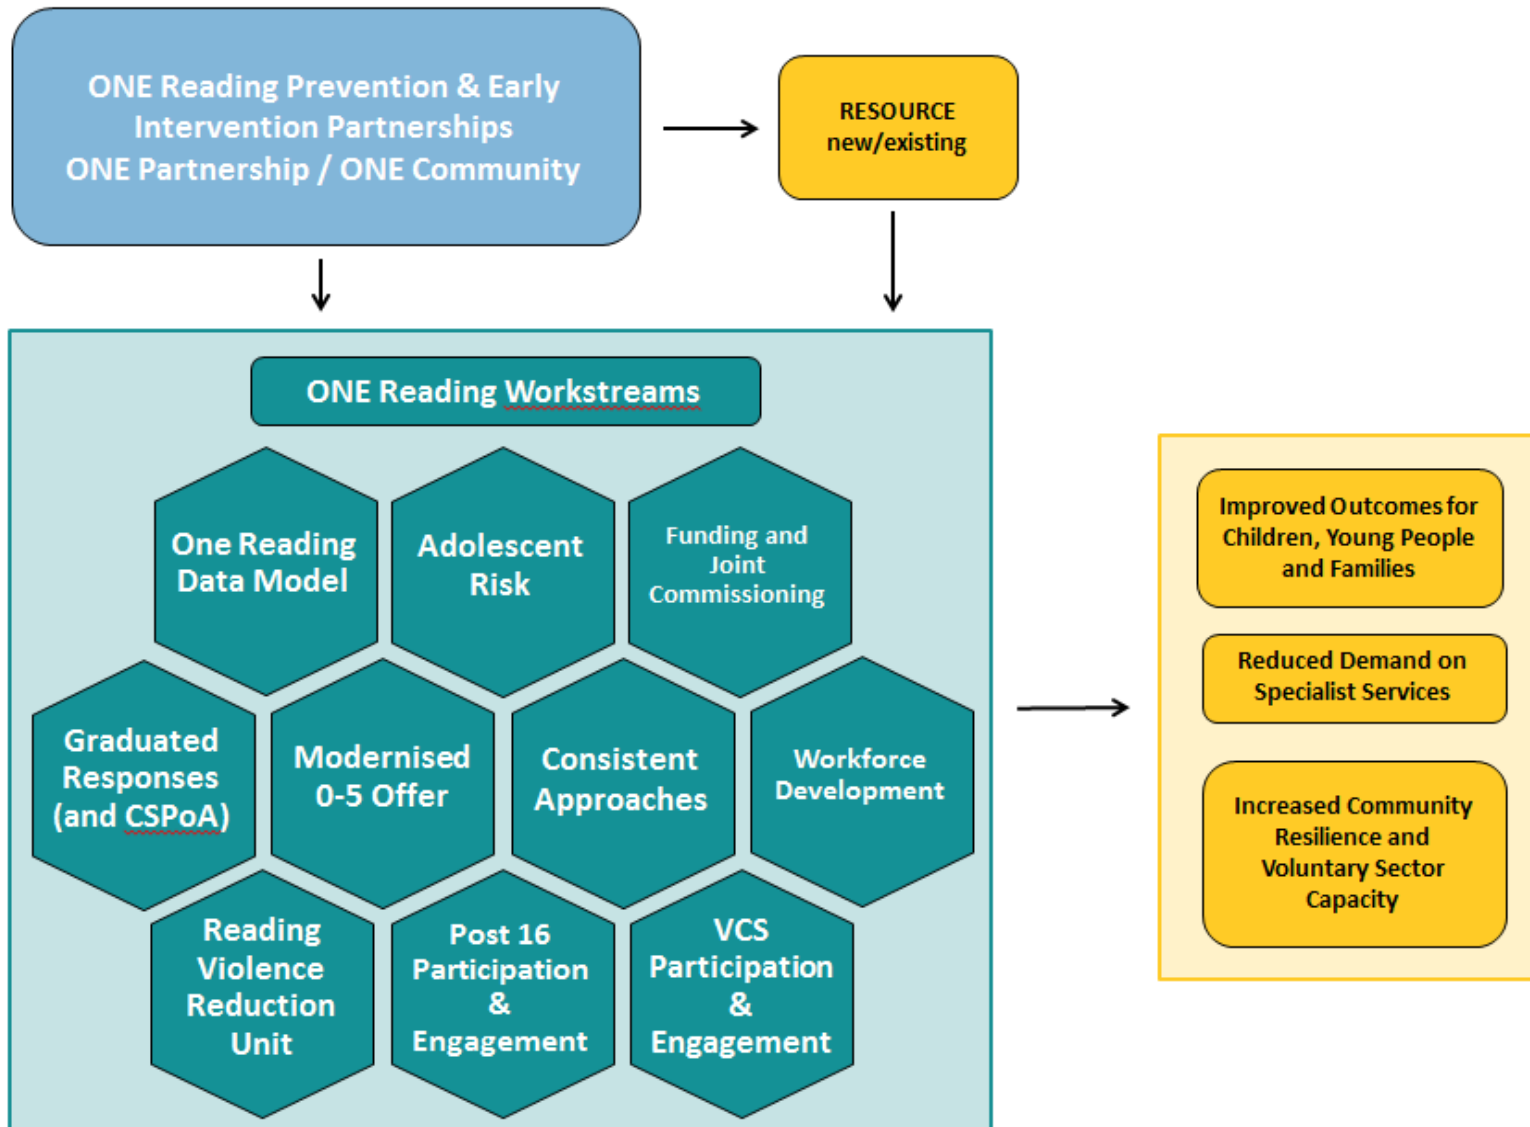 ONE Reading Prevention & Early
Intervention Partnerships
ONE Partnership / ONE Community
RESOURCE
new/existing
ONE Reading Workstreams
One Reading
Data Model
Adolescent
Risk
Funding and
Joint
Commissioning
Graduated
Responses
(and CSPoA)
Modernised
0-5 Offer
Consistent
Approaches
Workforce
Development
Reading
Violence
Reduction
Unit
Post 16
Participation
&
Engagement
VCS
Participation
&
Engagement
Improved Outcomes for
Children, Young People
and Families
Reduced Demand on
Specialist Services
Increased Community
Resilience and
Voluntary Sector
Capacity